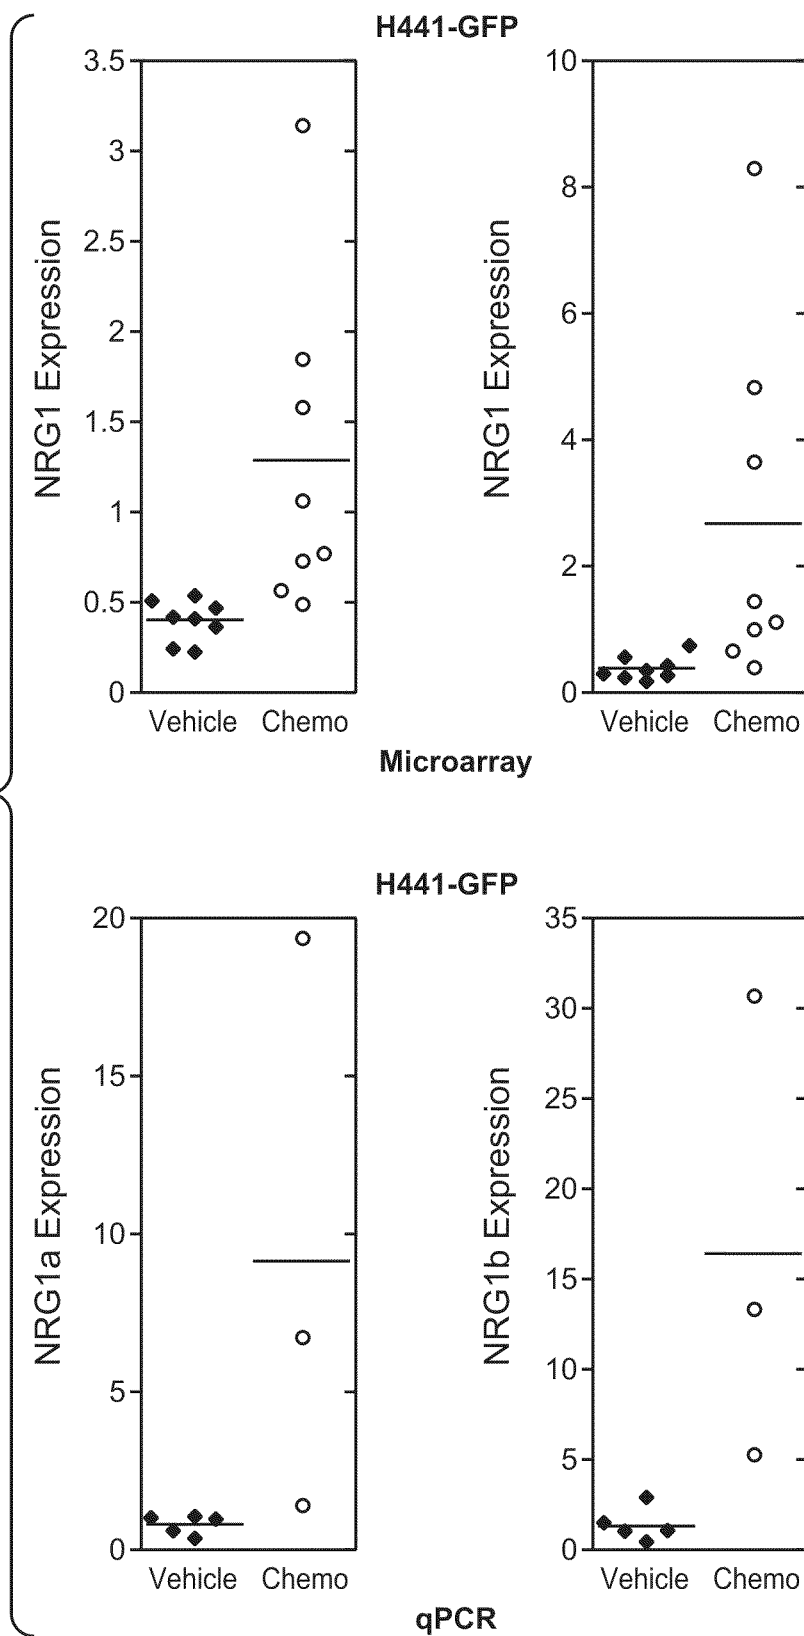 H441-GFP
NRG1 Expression
3.5
3
2.5
2
1.5
1
0.5
0
Vehicle Chemo
NRG1 Expression
10
8
6
4
2
0
Vehicle Chemo
Microarray
H441-GFP
NRG1a Expression
20
15
10
5
0
Vehicle Chemo
NRG1b Expression
35
30
25
20
15
10
5
0
Vehicle Chemo
qPCR